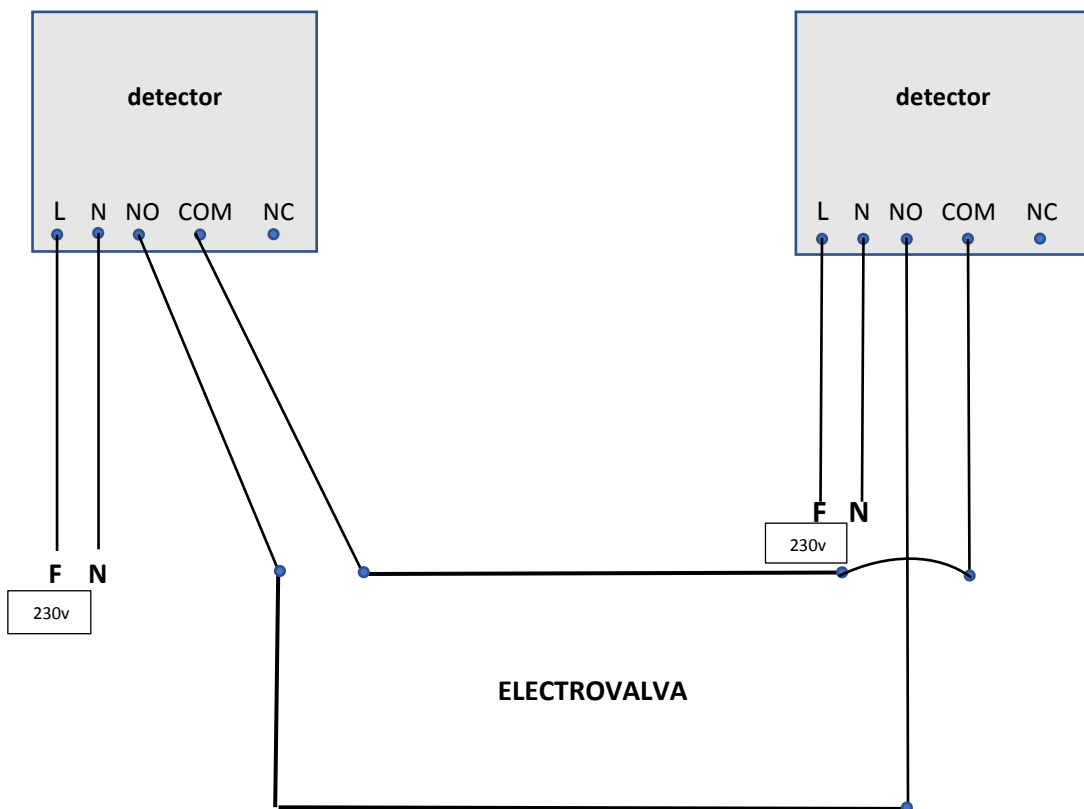 detector
detector
L N NO COM NC
L N NO COM NC
F N
230v
F N
230v
ELECTROVALVA